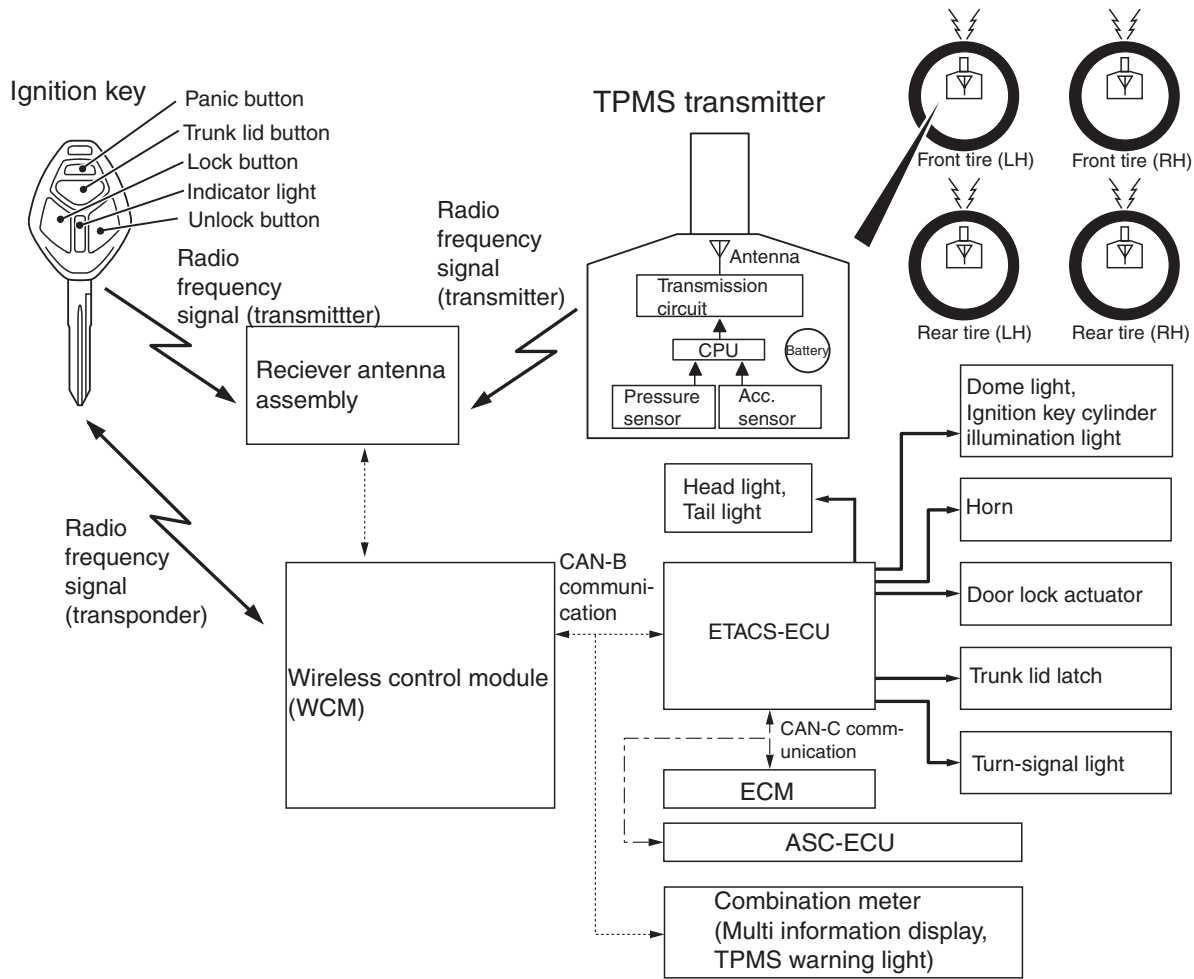 Ignition key
Panic button
Trunk lid button
Lock button
Indicator light
Unlock button
Radio
frequency
signal (transmittter)
Radio
frequency
signal
(transmitter)
TPMS transmitter
Antenna
Transmission
circuit
CPU
Battery
Pressure
sensor
Acc.
sensor
Front tire (LH)
Front tire (RH)
Rear tire (LH)
Rear tire (RH)
Reciever antenna
assembly
Radio
frequency
signal
(transponder)
Wireless control module
(WCM)
CAN-B
communi-
cation
Head light,
Tail light
ETACS-ECU
Dome light,
Ignition key cylinder
illumination light
Horn
Door lock actuator
Trunk lid latch
Turn-signal light
CAN-C comm-
unication
ECM
ASC-ECU
Combination meter
(Multi information display,
TPMS warning light)